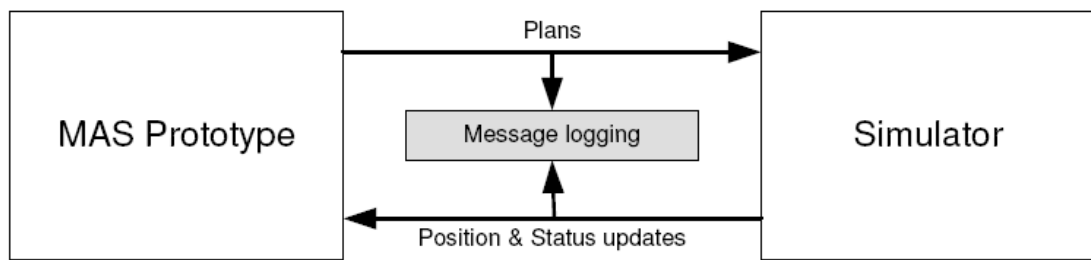 Plans
MAS Prototype
Message logging
Simulator
Position & Status updates